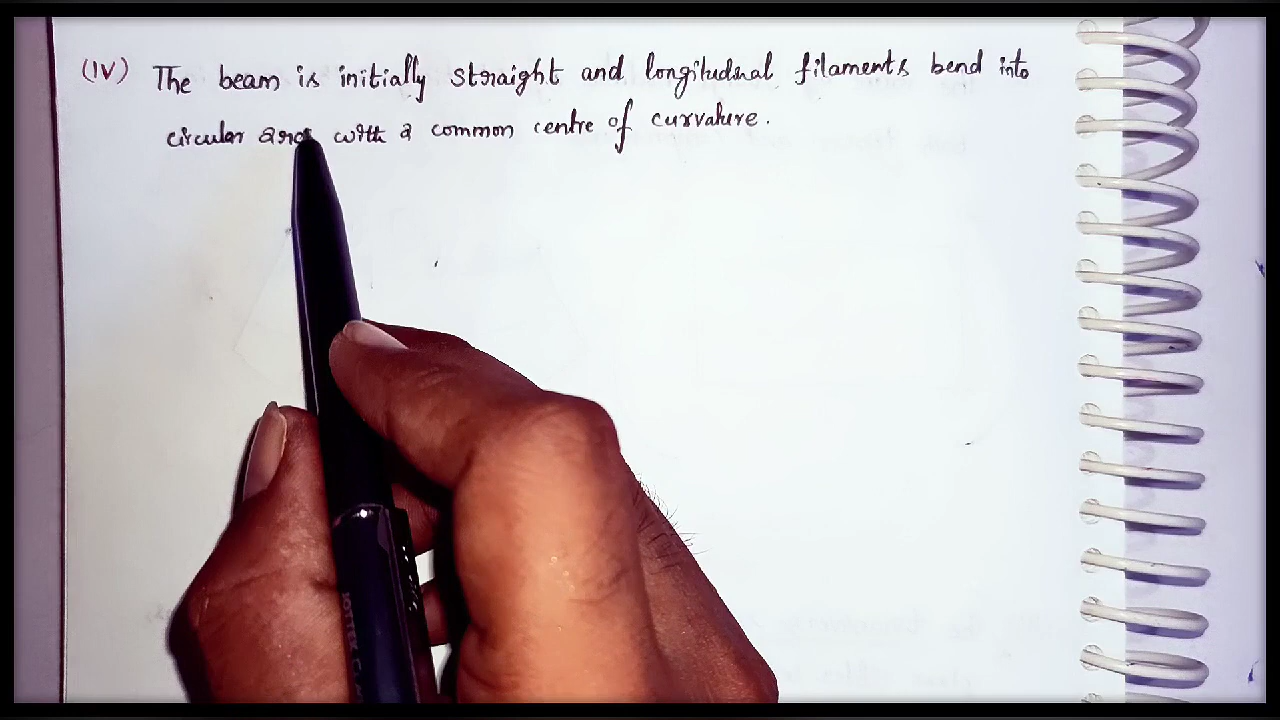 (IV) The beam is initially straight and longitudinal filaments bend into
circular arcs with a common centre of curvature.